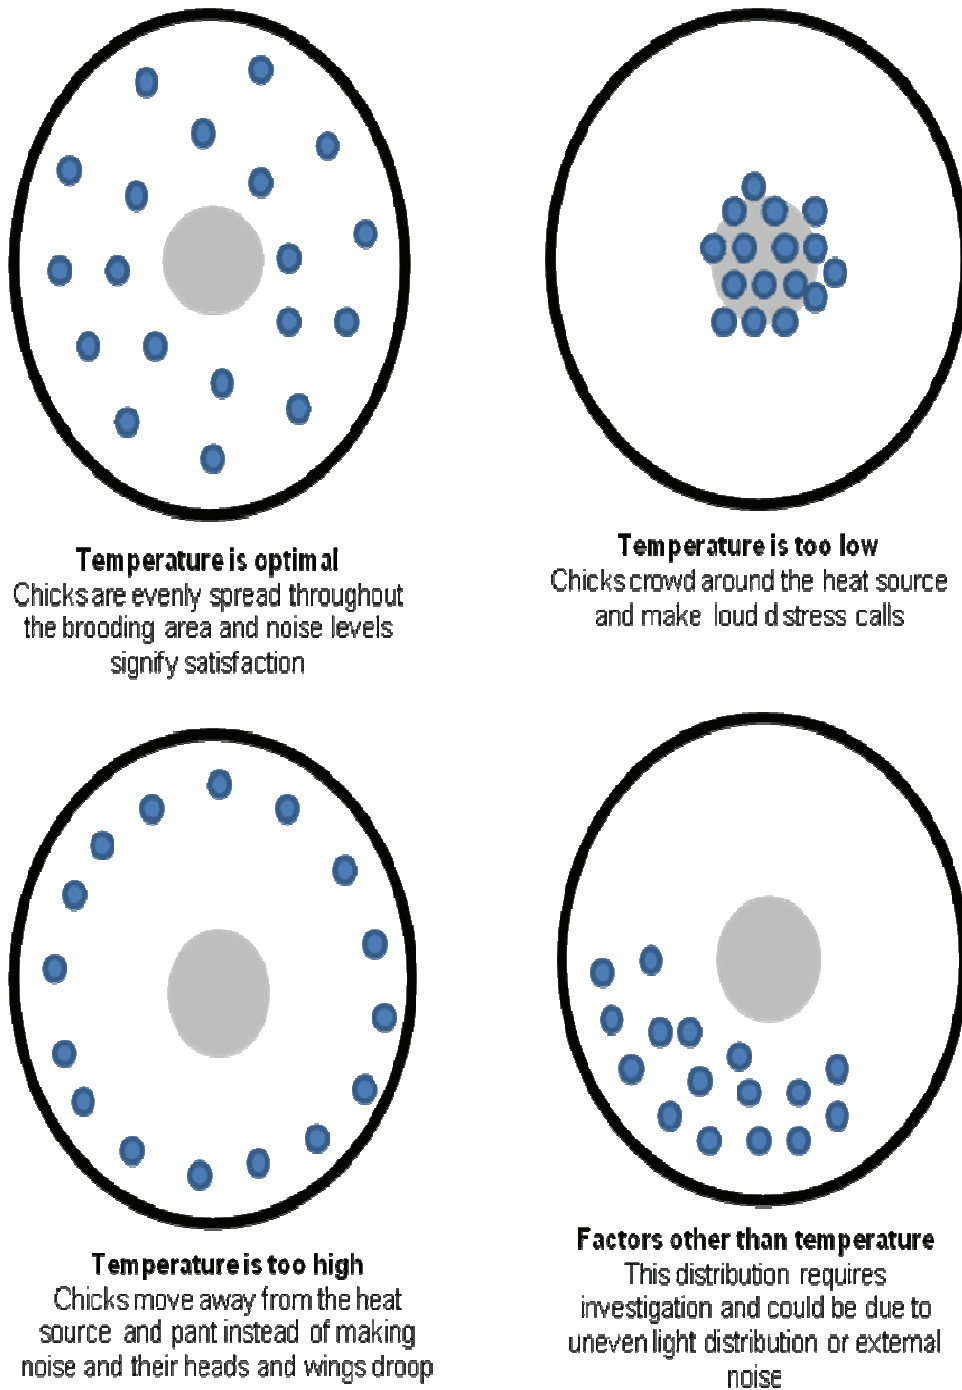 Temperature is optimal
Chicks are evenly spread throughout
the brooding area and noise levels
signify satisfaction
Temperature is too low
Chicks crowd around the heat source
and make loud distress calls
Temperature is too high
Chicks move away from the heat
source and pant instead of making
noise and their heads and wings droop
Factors other than temperature
This distribution requires
investigation and could be due to
uneven light distribution or external
noise